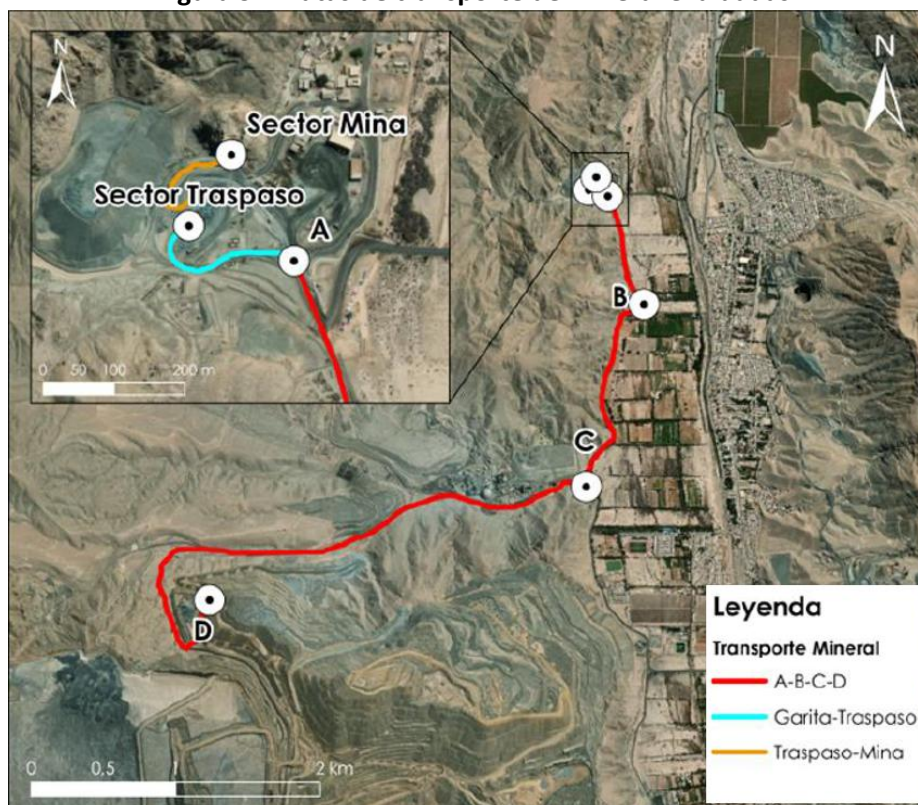 N
N
Sector Mina
Sector Traspaso
A
B
0 100 200 m
C
D
Leyenda
Transporte Mineral
A-B-C-D
Garita-Traspaso
Traspaso-Mina
0 0,5 1 2 km